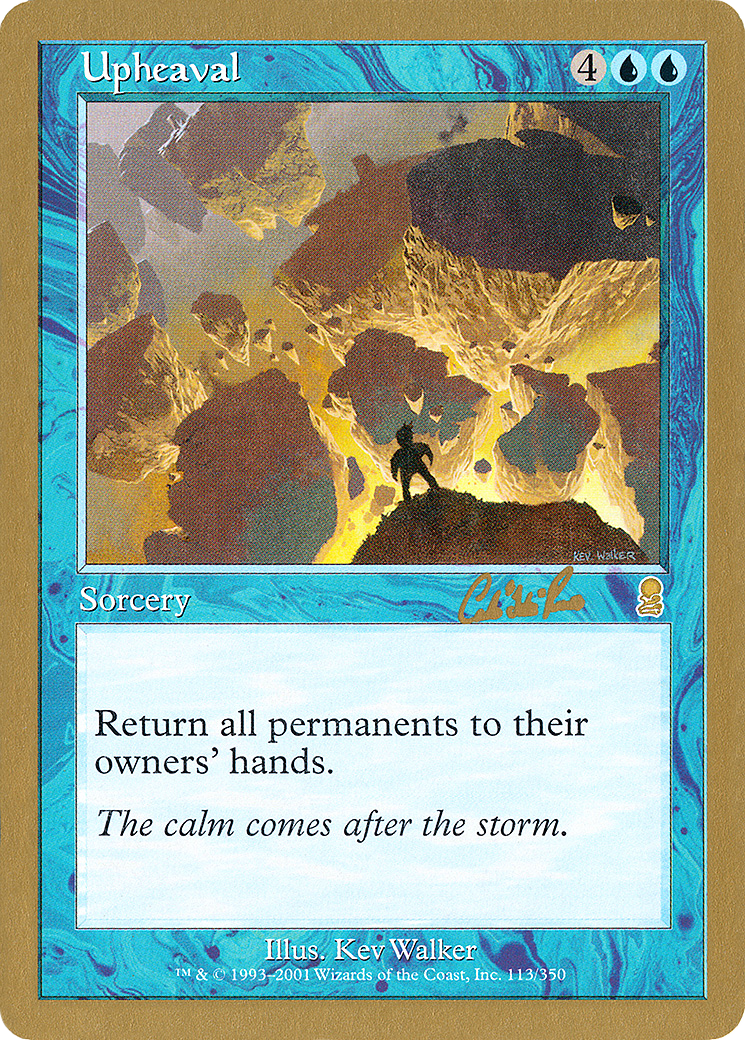 Upheaval 4
KEV WALKER
Sorcery
Return all permanents to their
owners' hands.
The calm comes after the storm.
Illus. Kev Walker
™ & © 1993–2001 Wizards of the Coast, Inc. 113/350